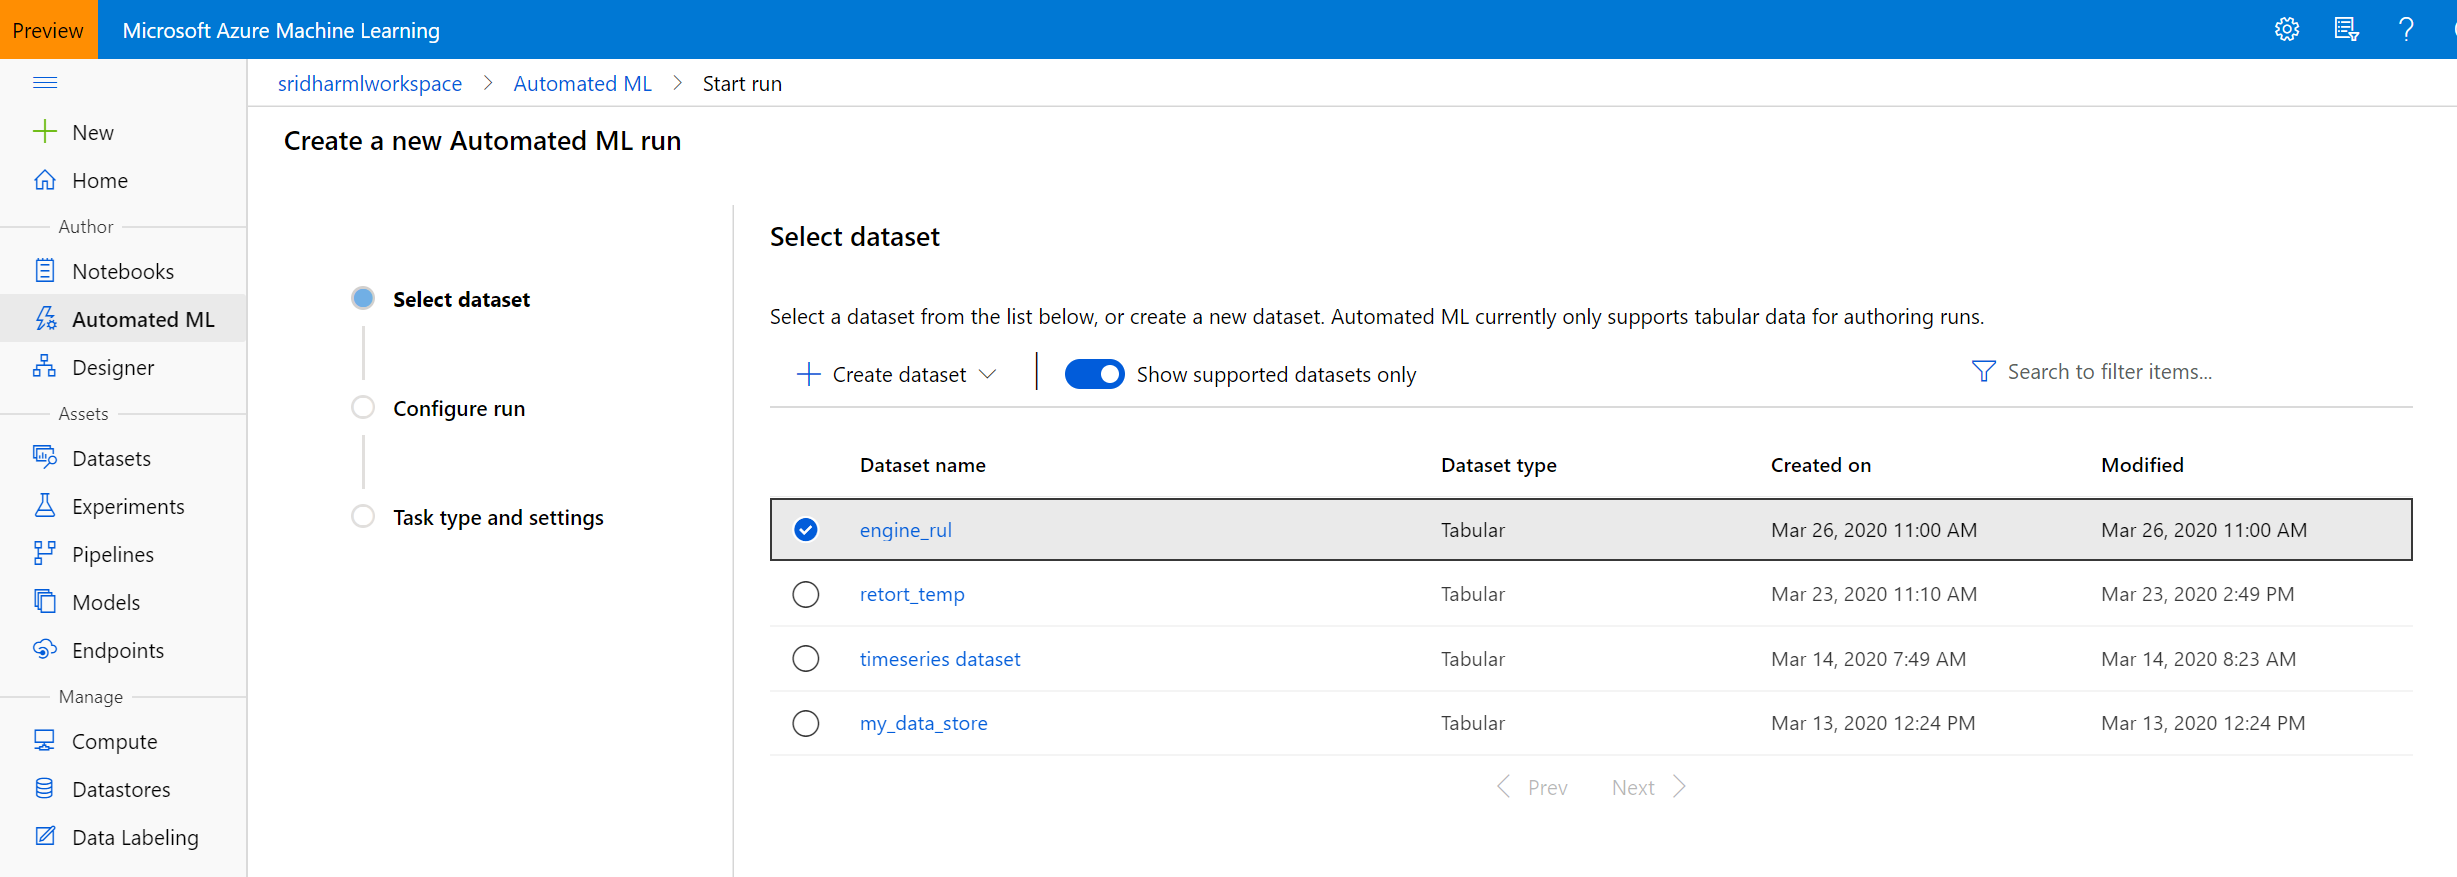 Preview
Microsoft Azure Machine Learning
sridharmlworkspace > Automated ML > Start run
Create a new Automated ML run
New
Home
Author
Notebooks
Automated ML
Designer
Assets
Datasets
Experiments
Pipelines
Models
Endpoints
Manage
Compute
Datastores
Data Labeling
Select dataset
Configure run
Task type and settings
Select dataset
Select a dataset from the list below, or create a new dataset. Automated ML currently only supports tabular data for authoring runs.
Create dataset Show supported datasets only Search to filter items...
Dataset name Dataset type Created on Modified
engine_rul Tabular Mar 26, 2020 11:00 AM Mar 26, 2020 11:00 AM
retort_temp Tabular Mar 23, 2020 11:10 AM Mar 23, 2020 2:49 PM
timeseries dataset Tabular Mar 14, 2020 7:49 AM Mar 14, 2020 8:23 AM
my_data_store Tabular Mar 13, 2020 12:24 PM Mar 13, 2020 12:24 PM
Prev Next